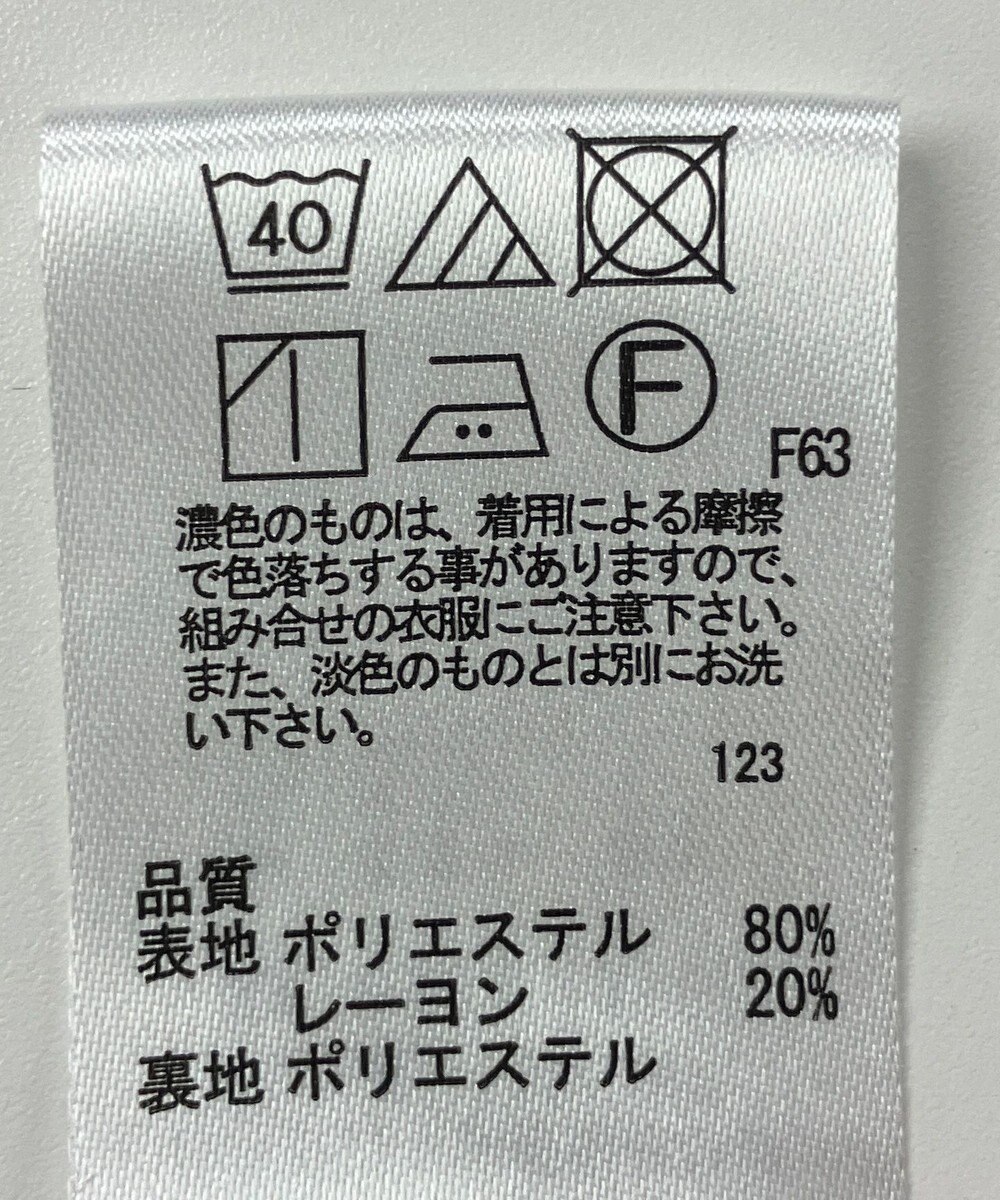 40
F
F63
濃色のものは、着用による摩擦
で色落ちする事がありますので、
組み合せの衣服にご注意下さい。
また、淡色のものとは別にお洗
い下さい。
123
品質
表地 ポリエステル 80%
レーヨン 20%
裏地 ポリエステル